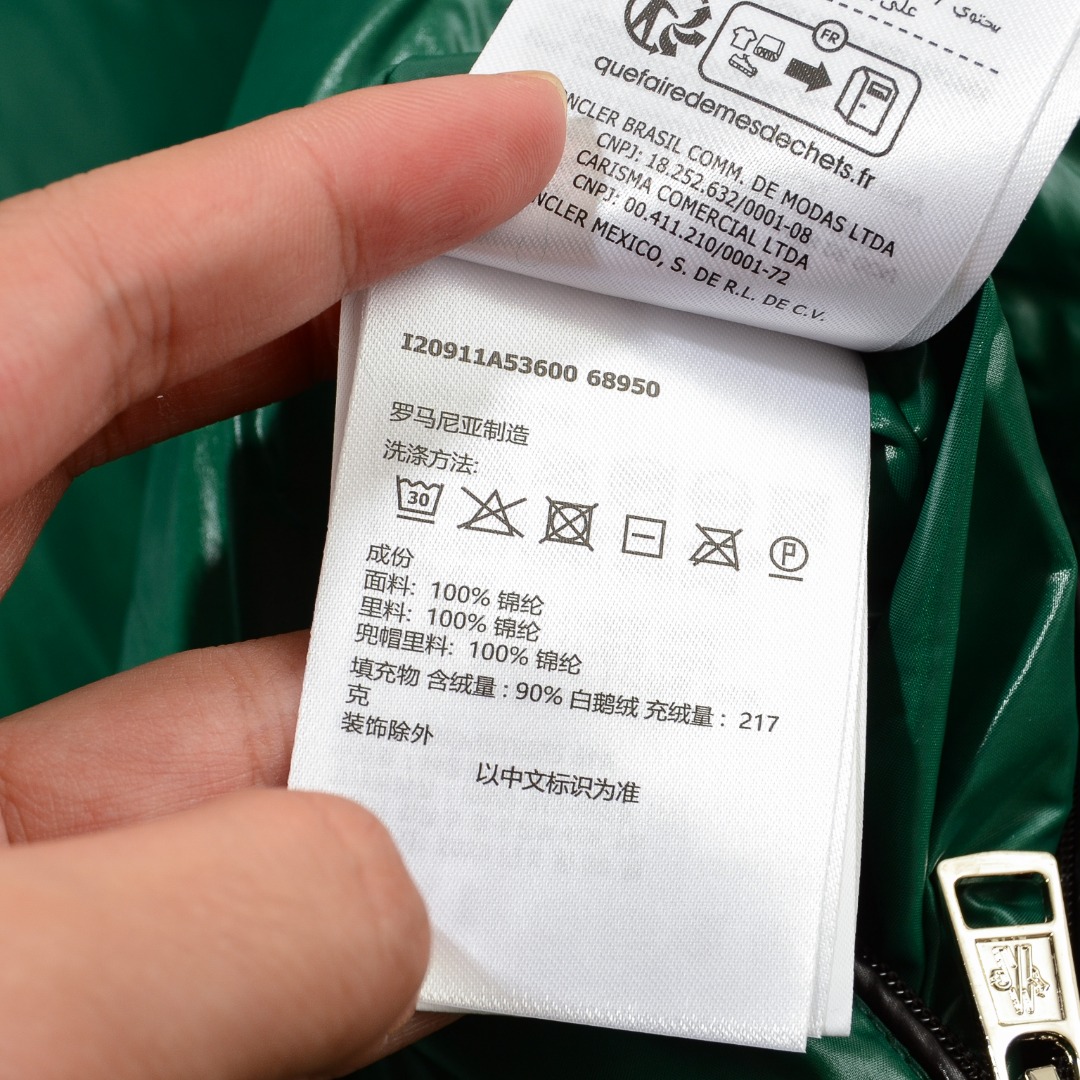 يحتوي
على
FR
quefairedemesdechets.fr
NCLER BRASIL COMM. DE MODAS LTDA
CNPJ: 18.252.632/0001-08
CARISMA COMERCIAL LTDA
CNPJ: 00.411.210/0001-72
NCLER MEXICO, S. DE R.L. DE C.V.
I20911A53600 68950
罗马尼亚制造
洗涤方法:
30
P
成份
面料: 100% 锦纶
里料: 100% 锦纶
兜帽里料: 100% 锦纶
填充物 含绒量 : 90% 白鹅绒 充绒量 : 217
克
装饰除外
以中文标识为准